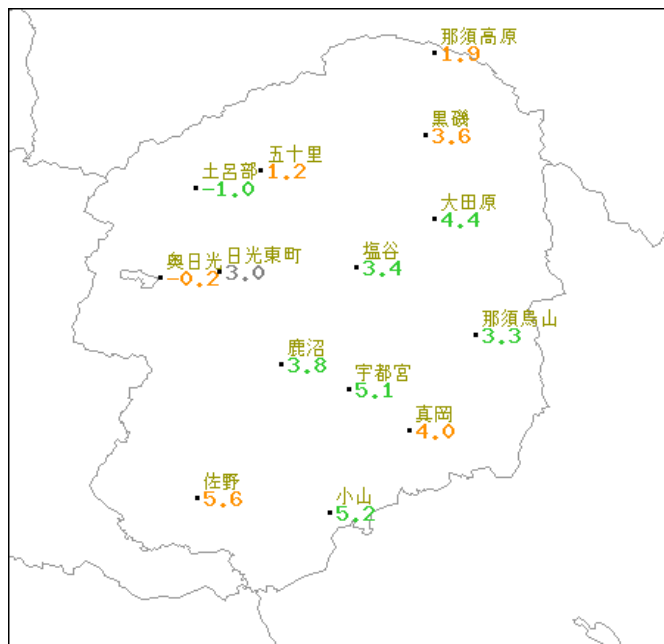 那須高原
1.9
黒磯
3.6
五十里
1.2
土呂部
-1.0
大田原
4.4
日光東町
3.0
奥日光
-0.2
塩谷
3.4
那須烏山
3.3
鹿沼
3.8
宇都宮
5.1
真岡
4.0
佐野
5.6
小山
5.2